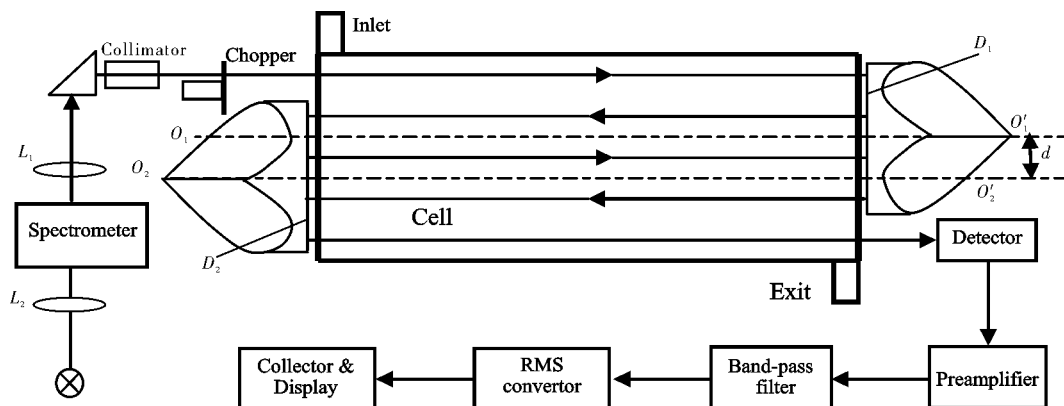 Inlet
Collimator
Chopper
D₁
O₁
O′₁
L₁
O₂
d
O′₂
Cell
Spectrometer
Detector
D₂
L₂
Exit
Collector &
Display
RMS
convertor
Band-pass
filter
Preamplifier